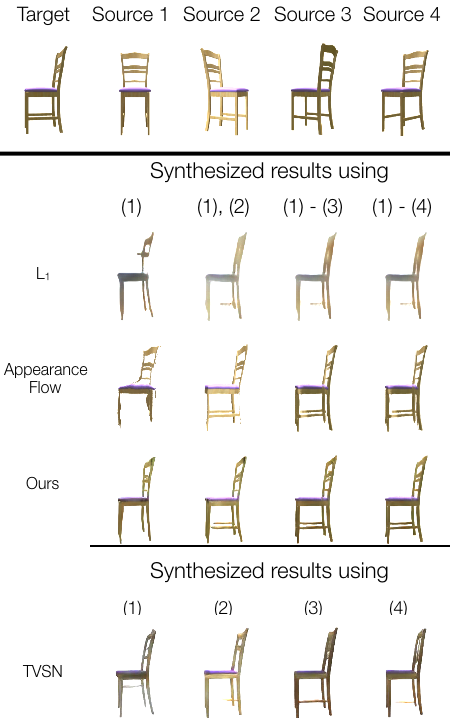 Target Source 1 Source 2 Source 3 Source 4
Synthesized results using
(1) (1), (2) (1) - (3) (1) - (4)
L₁
Appearance
Flow
Ours
Synthesized results using
(1) (2) (3) (4)
TVSN